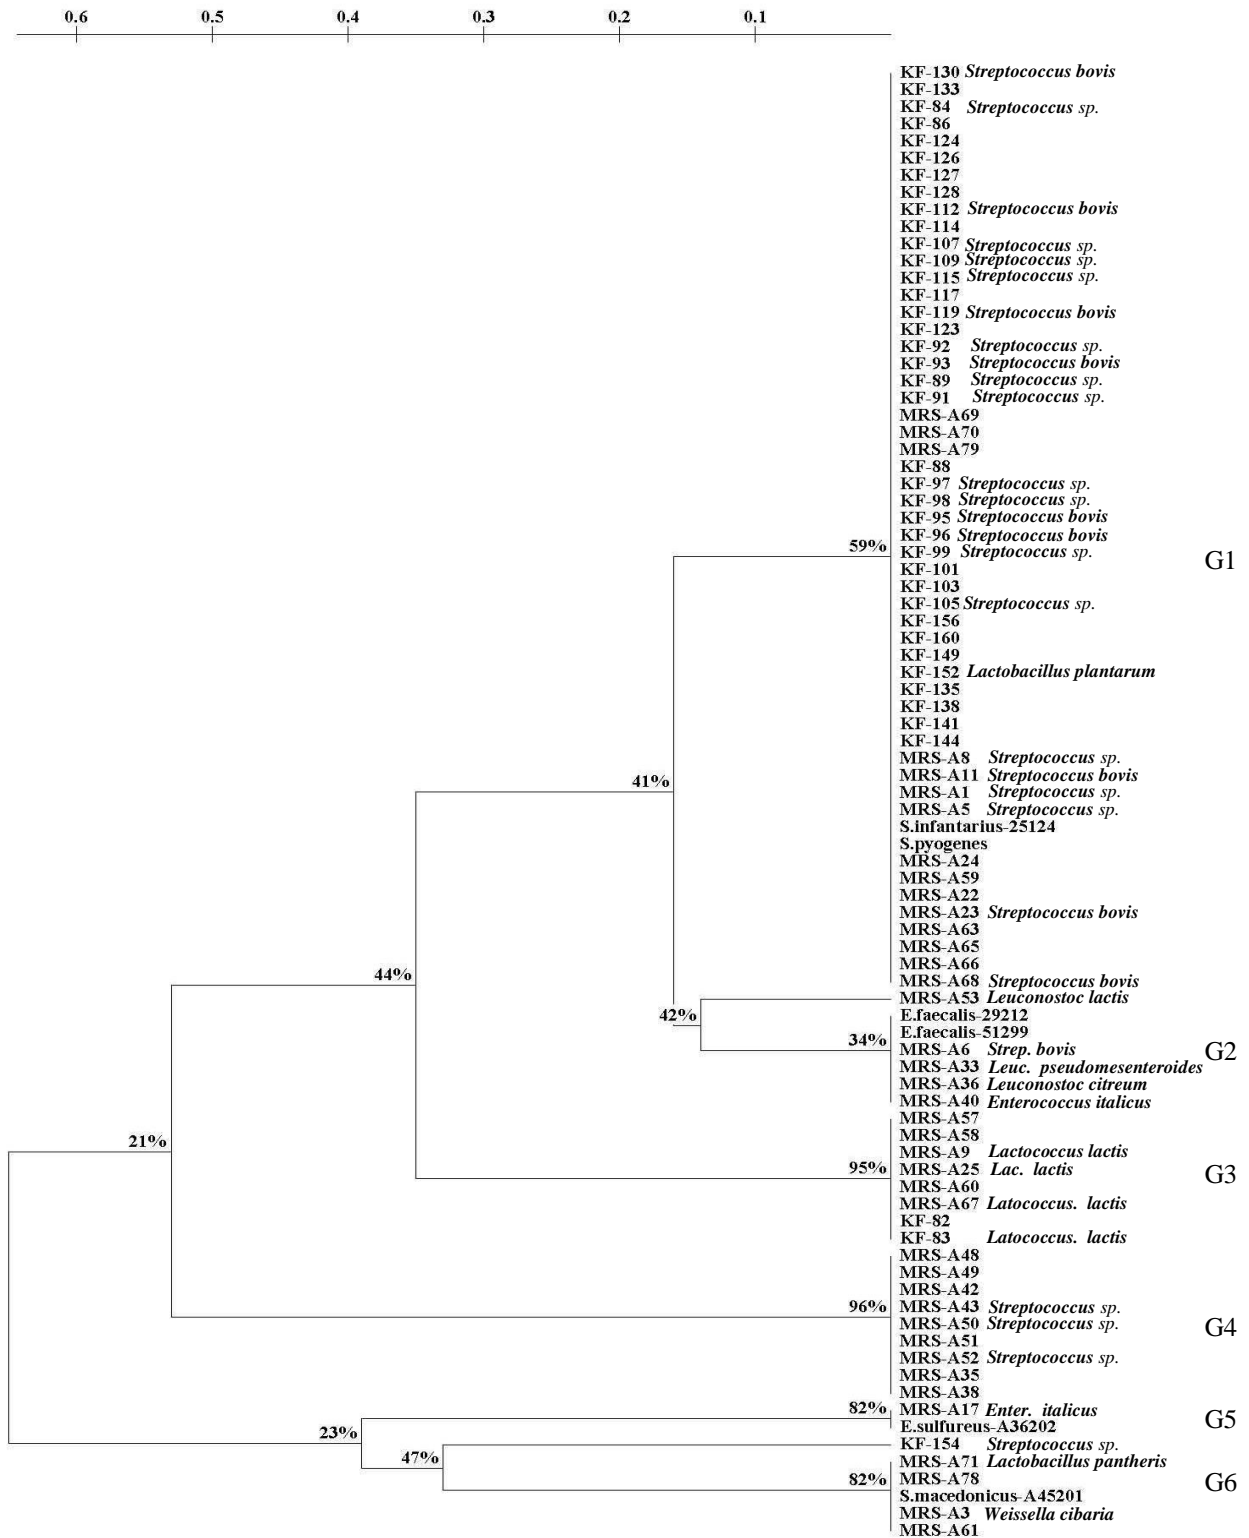 0.6 0.5 0.4 0.3 0.2 0.1
KF-130 Streptococcus bovis
KF-133
KF-84 Streptococcus sp.
KF-86
KF-124
KF-126
KF-127
KF-128
KF-112 Streptococcus bovis
KF-114
KF-107 Streptococcus sp.
KF-109 Streptococcus sp.
KF-115 Streptococcus sp.
KF-117
KF-119 Streptococcus bovis
KF-123
KF-92 Streptococcus sp.
KF-93 Streptococcus bovis
KF-89 Streptococcus sp.
KF-91 Streptococcus sp.
MRS-A69
MRS-A70
MRS-A79
KF-88
KF-97 Streptococcus sp.
KF-98 Streptococcus sp.
KF-95 Streptococcus bovis
KF-96 Streptococcus bovis
59% KF-99 Streptococcus sp. G1
KF-101
KF-103
KF-105 Streptococcus sp.
KF-156
KF-160
KF-149
KF-152 Lactobacillus plantarum
KF-135
KF-138
KF-141
KF-144
MRS-A8 Streptococcus sp.
41% MRS-A11 Streptococcus bovis
MRS-A1 Streptococcus sp.
MRS-A5 Streptococcus sp.
S.infantarius-25124
S.pyogenes
MRS-A24
MRS-A59
MRS-A22
MRS-A23 Streptococcus bovis
MRS-A63
MRS-A65
MRS-A66
44% MRS-A68 Streptococcus bovis
MRS-A53 Leuconostoc lactis
42% E.faecalis-29212
E.faecalis-51299
34% MRS-A6 Strep. bovis G2
MRS-A33 Leuc. pseudomesenteroides
MRS-A36 Leuconostoc citreum
MRS-A40 Enterococcus italicus
MRS-A57
21% MRS-A58
MRS-A9 Lactococcus lactis
95% MRS-A25 Lac. lactis G3
MRS-A60
MRS-A67 Latococcus. lactis
KF-82
KF-83 Latococcus. lactis
MRS-A48
MRS-A49
MRS-A42
96% MRS-A43 Streptococcus sp.
MRS-A50 Streptococcus sp. G4
MRS-A51
MRS-A52 Streptococcus sp.
MRS-A35
MRS-A38
82% MRS-A17 Enter. italicus G5
23% E.sulfureus-A36202
KF-154 Streptococcus sp.
47% MRS-A71 Lactobacillus pantheris
82% MRS-A78 G6
S.macedonicus-A45201
MRS-A3 Weissella cibaria
MRS-A61